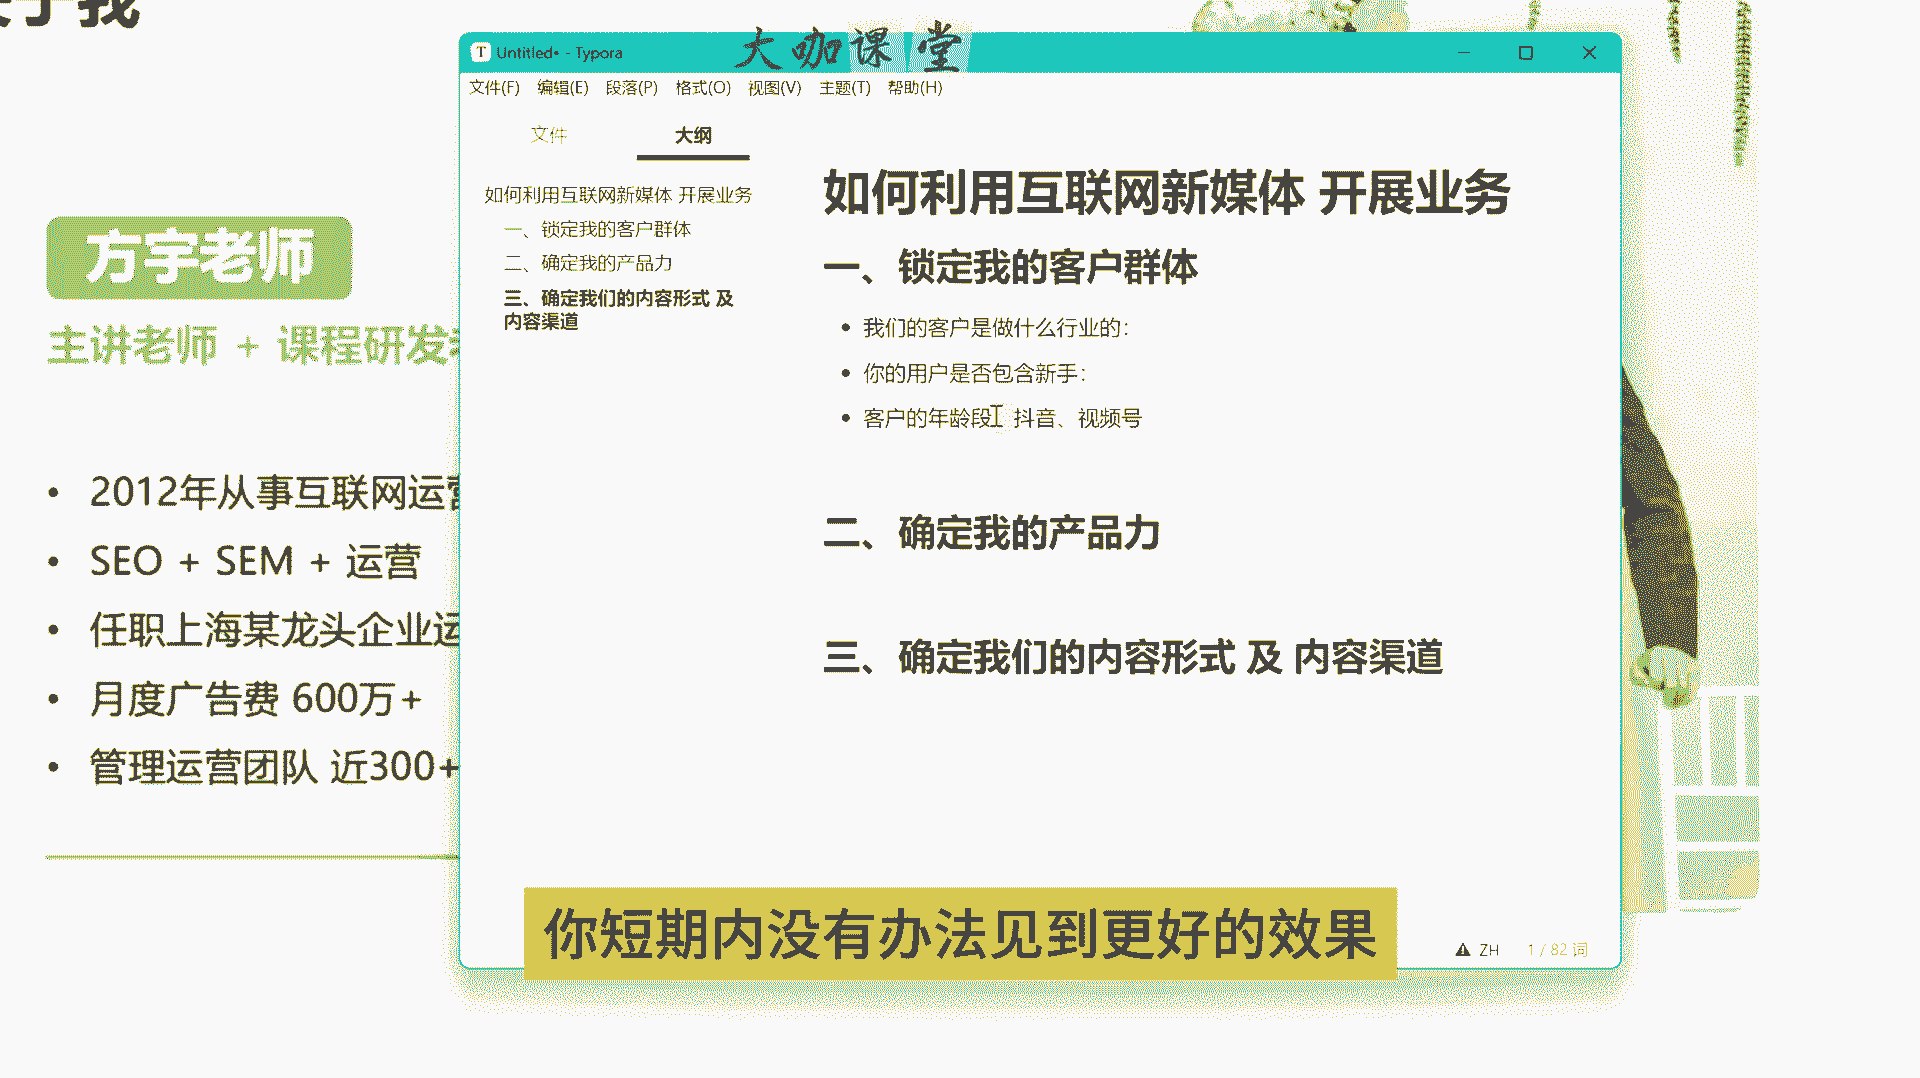 于我
方宇老师
主讲老师 + 课程研发
• 2012年从事互联网运营
• SEO + SEM + 运营
• 任职上海某龙头企业运
• 月度广告费 600万+
• 管理运营团队 近300+
Untitled• - Typora
大咖课堂
文件(F) 编辑(E) 段落(P) 格式(O) 视图(V) 主题(T) 帮助(H)
文件 大纲
如何利用互联网新媒体 开展业务
一、锁定我的客户群体
二、确定我的产品力
三、确定我们的内容形式 及
内容渠道
如何利用互联网新媒体 开展业务
一、锁定我的客户群体
• 我们的客户是做什么行业的：
• 你的用户是否包含新手：
• 客户的年龄段 抖音、视频号
二、确定我的产品力
三、确定我们的内容形式 及 内容渠道
你短期内没有办法见到更好的效果
ZH 1 / 82 词